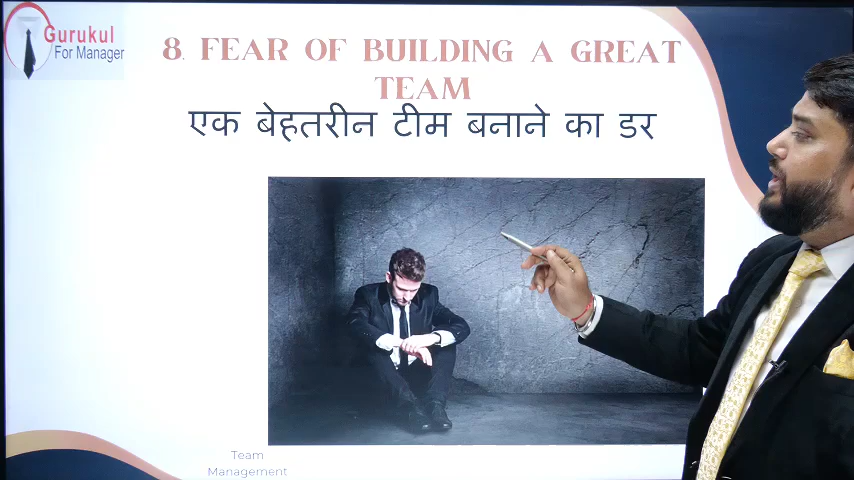 Gurukul
For Manager
8. FEAR OF BUILDING A GREAT
TEAM
एक बेहतरीन टीम बनाने का डर
Team
Management